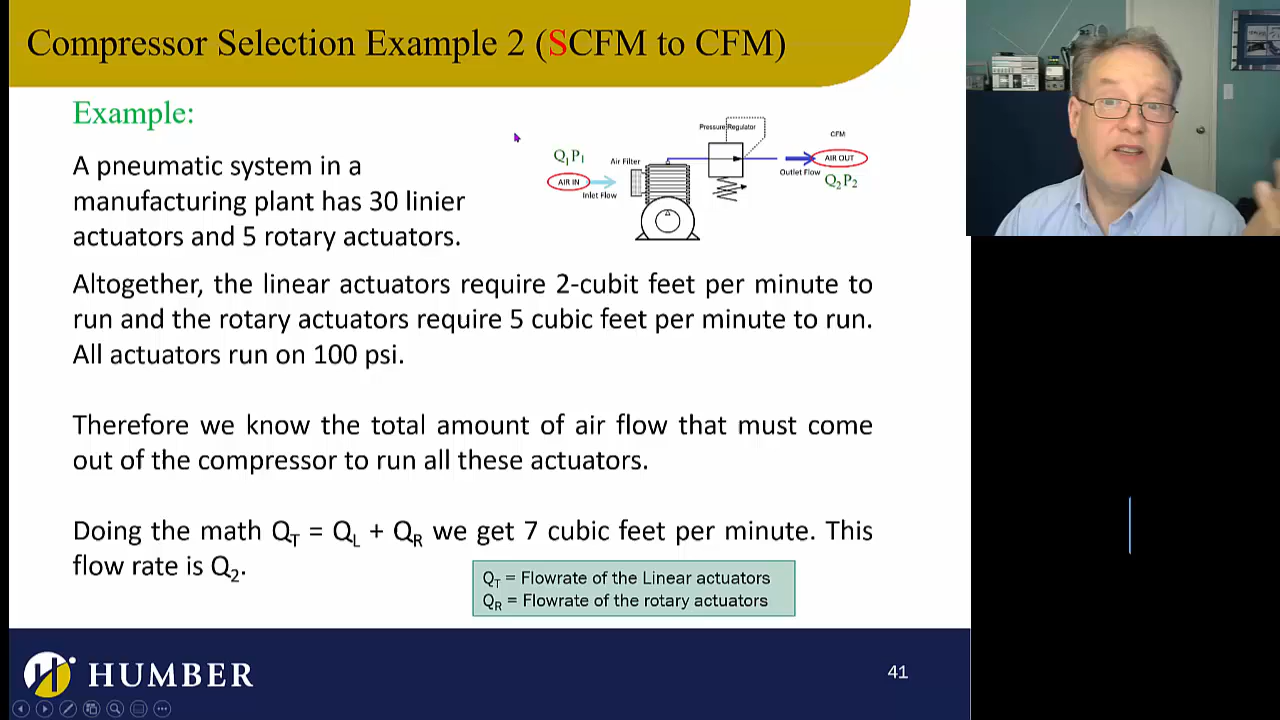 Compressor Selection Example 2 (SCFM to CFM)
Example:
A pneumatic system in a
manufacturing plant has 30 linier
actuators and 5 rotary actuators.
Pressure Regulator
CFM
Q1P1
Air Filter
AIR IN
Inlet Flow
AIR OUT
Outlet Flow
Q2P2
Altogether, the linear actuators require 2-cubit feet per minute to
run and the rotary actuators require 5 cubic feet per minute to run.
All actuators run on 100 psi.
Therefore we know the total amount of air flow that must come
out of the compressor to run all these actuators.
Doing the math QT = QL + QR we get 7 cubic feet per minute. This
flow rate is Q2.
QT = Flowrate of the Linear actuators
QR = Flowrate of the rotary actuators
HUMBER
41